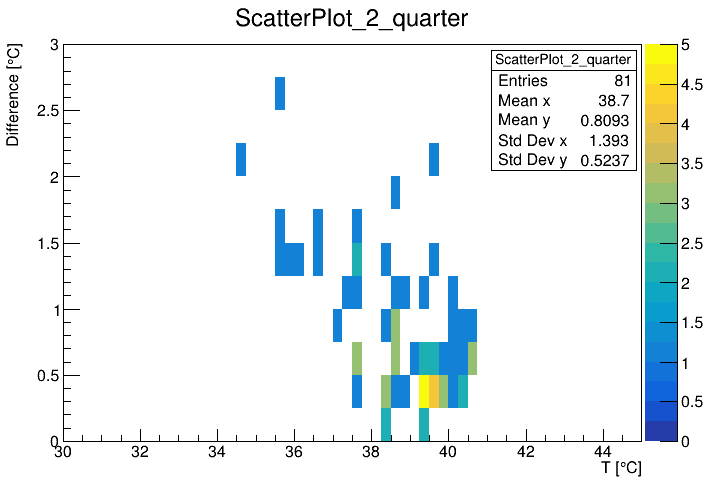 ScatterPlot_2_quarter
Difference [°C]
3
2.5
2
1.5
1
0.5
0
ScatterPlot_2_quarter
Entries 81
Mean x 38.7
Mean y 0.8093
Std Dev x 1.393
Std Dev y 0.5237
5
4.5
4
3.5
3
2.5
2
1.5
1
0.5
0
30 32 34 36 38 40 42 44
T [°C]